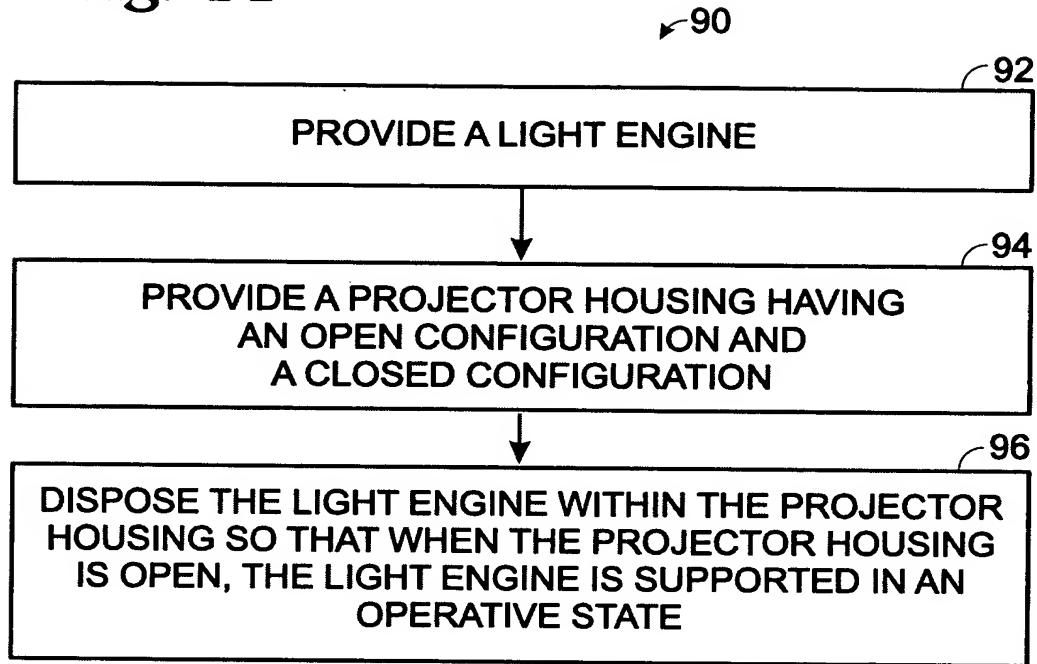 90
92
PROVIDE A LIGHT ENGINE
94
PROVIDE A PROJECTOR HOUSING HAVING
AN OPEN CONFIGURATION AND
A CLOSED CONFIGURATION
96
DISPOSE THE LIGHT ENGINE WITHIN THE PROJECTOR
HOUSING SO THAT WHEN THE PROJECTOR HOUSING
IS OPEN, THE LIGHT ENGINE IS SUPPORTED IN AN
OPERATIVE STATE